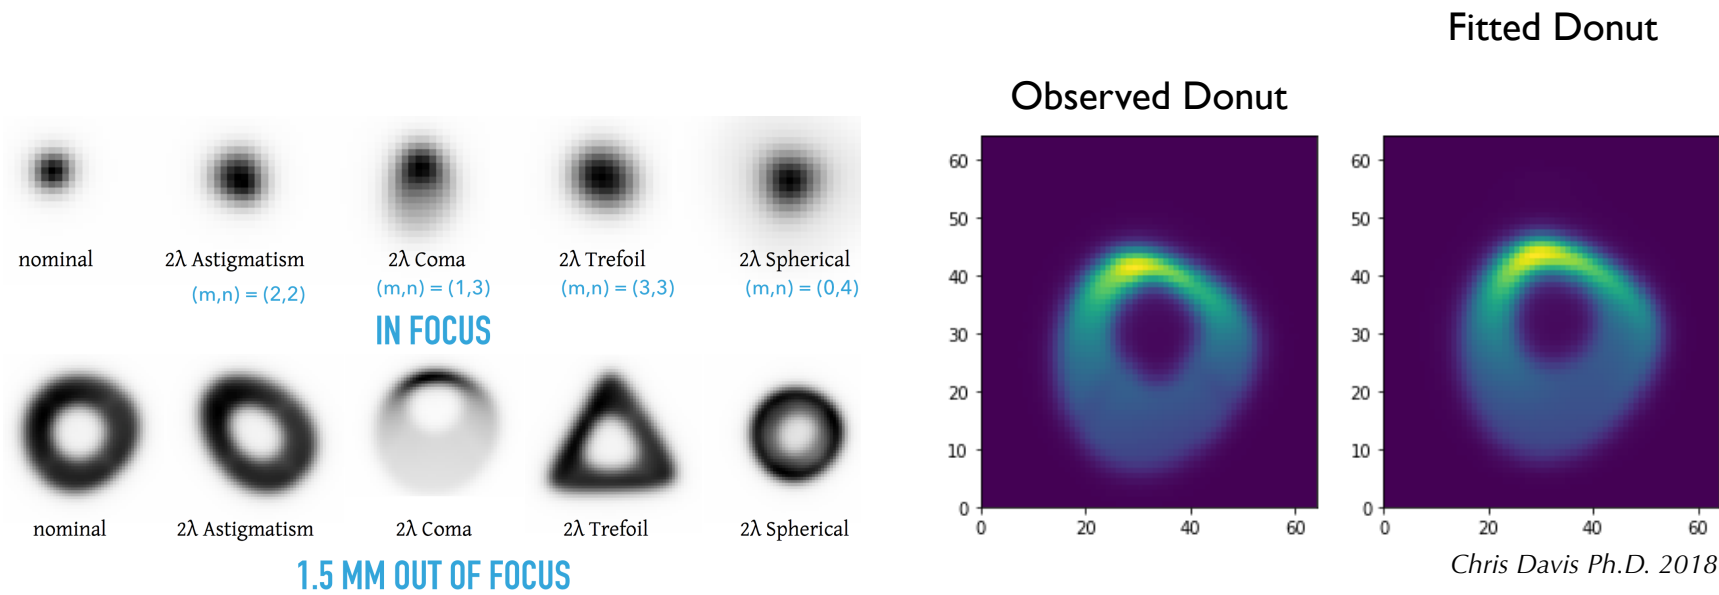 Fitted Donut
Observed Donut
nominal
2λ Astigmatism
2λ Coma
2λ Trefoil
2λ Spherical
(m,n) = (2,2)
(m,n) = (1,3)
(m,n) = (3,3)
(m,n) = (0,4)
IN FOCUS
nominal
2λ Astigmatism
2λ Coma
2λ Trefoil
2λ Spherical
1.5 MM OUT OF FOCUS
60
50
40
30
20
10
0
0 20 40 60
60
50
40
30
20
10
0
0 20 40 60
Chris Davis Ph.D. 2018